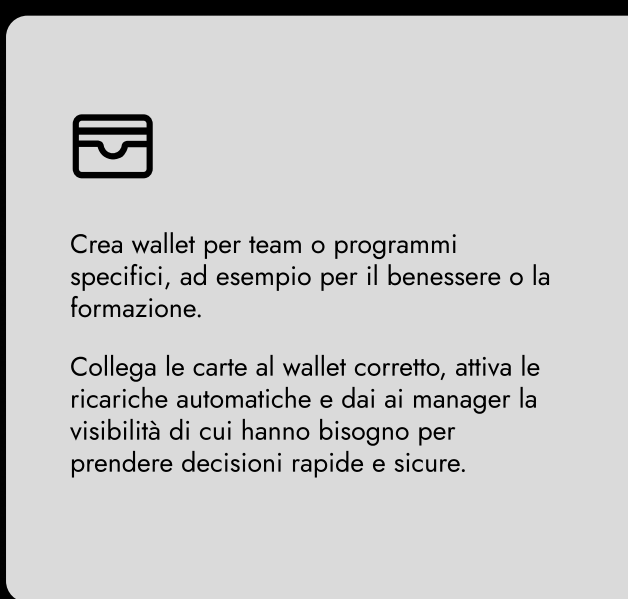 Crea wallet per team o programmi
specifici, ad esempio per il benessere o la
formazione.
Collega le carte al wallet corretto, attiva le
ricariche automatiche e dai ai manager la
visibilità di cui hanno bisogno per
prendere decisioni rapide e sicure.